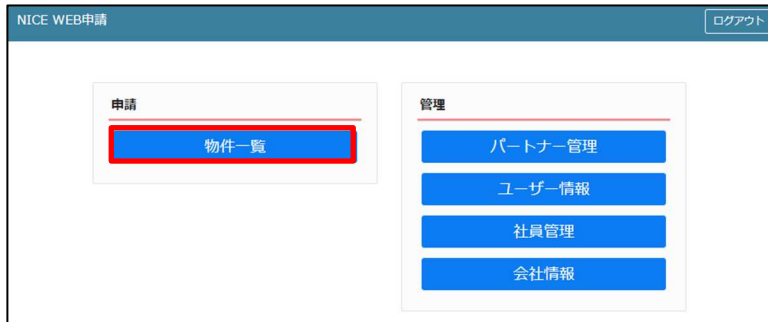 NICE WEB申請
ログアウト
申請
物件一覧
管理
パートナー管理
ユーザー情報
社員管理
会社情報